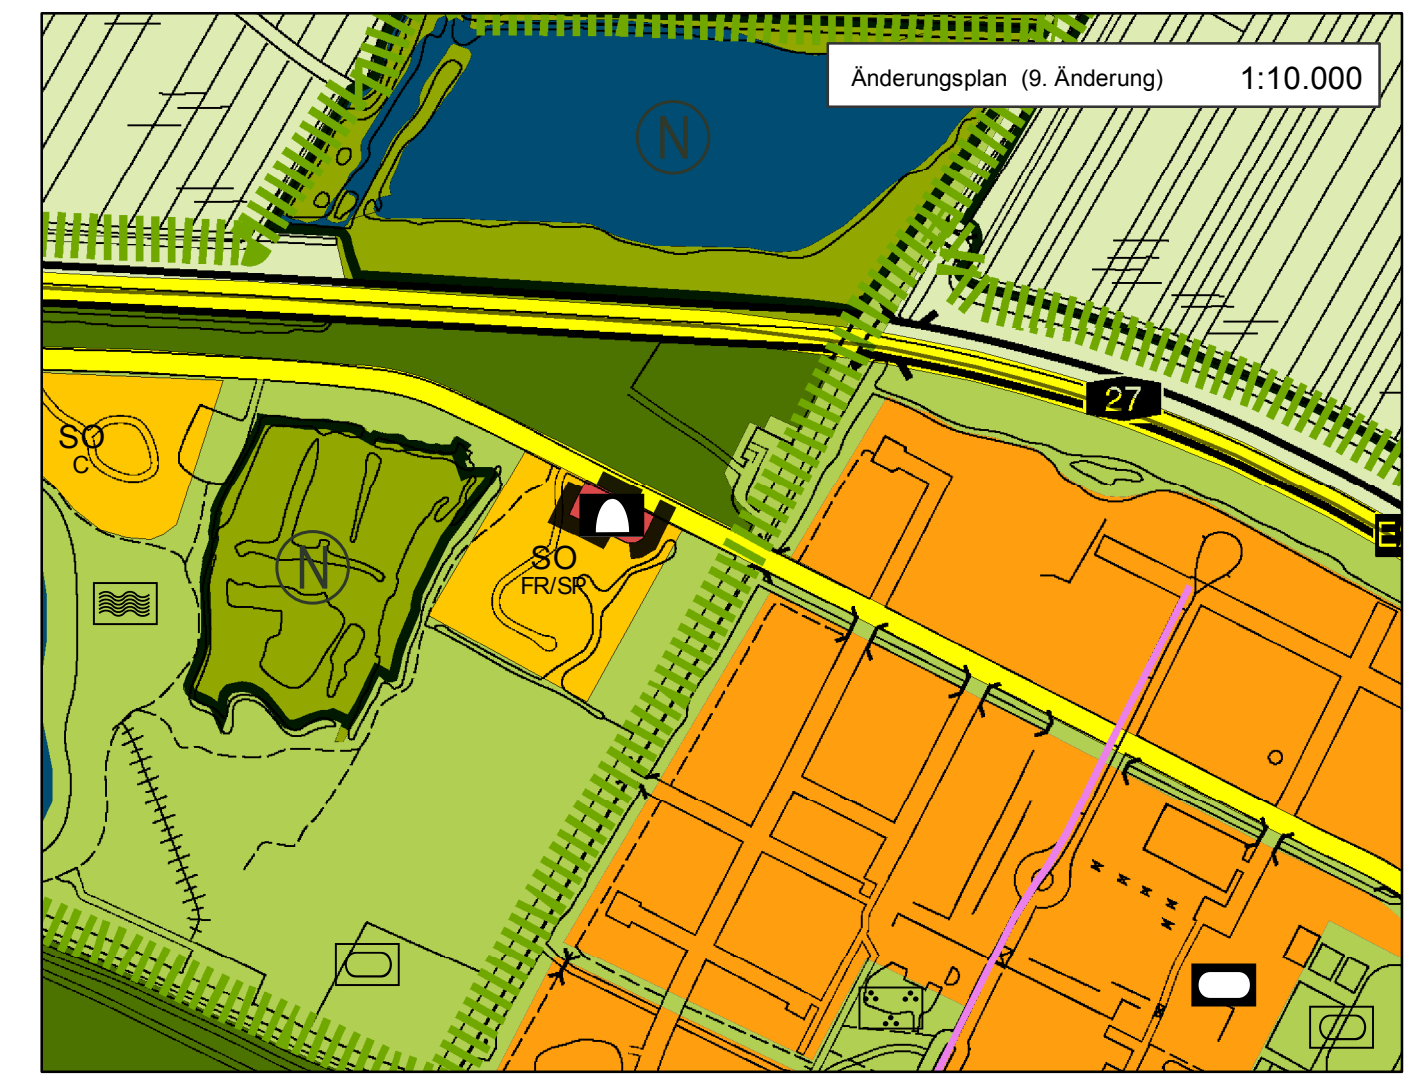 Änderungsplan (9. Änderung) 1:10.000
N
27
SO
C
E
SO
FR/SP
N